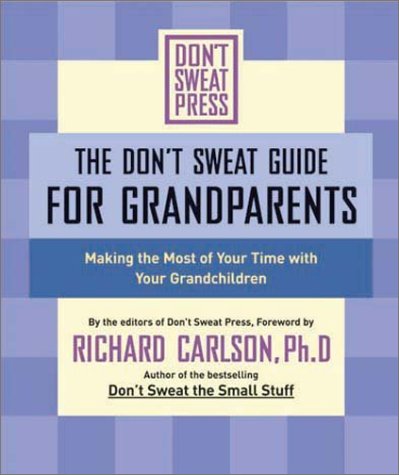 DON'T
SWEAT
PRESS
THE DON'T SWEAT GUIDE
FOR GRANDPARENTS
Making the Most of Your Time with
Your Grandchildren
By the editors of Don't Sweat Press, Foreword by
RICHARD CARLSON, Ph.D
Author of the bestselling
Don't Sweat the Small Stuff